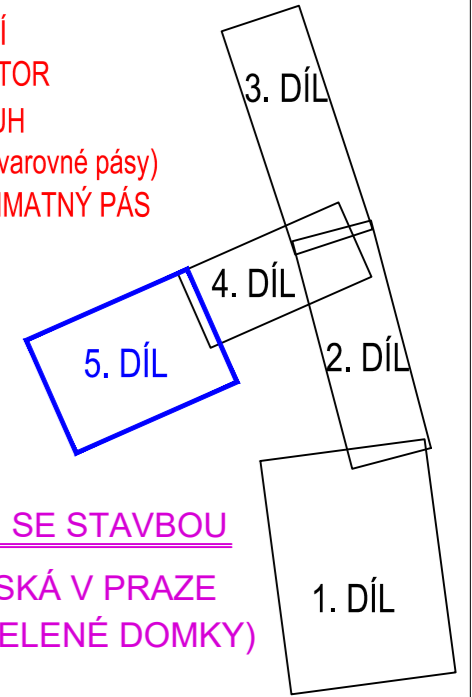 Í
TOR
UH
varovné pásy)
IMATNÝ PÁS
3. DÍL
4. DÍL
5. DÍL
2. DÍL
1. DÍL
SE STAVBOU
SKÁ V PRAZE
ELENÉ DOMKY)